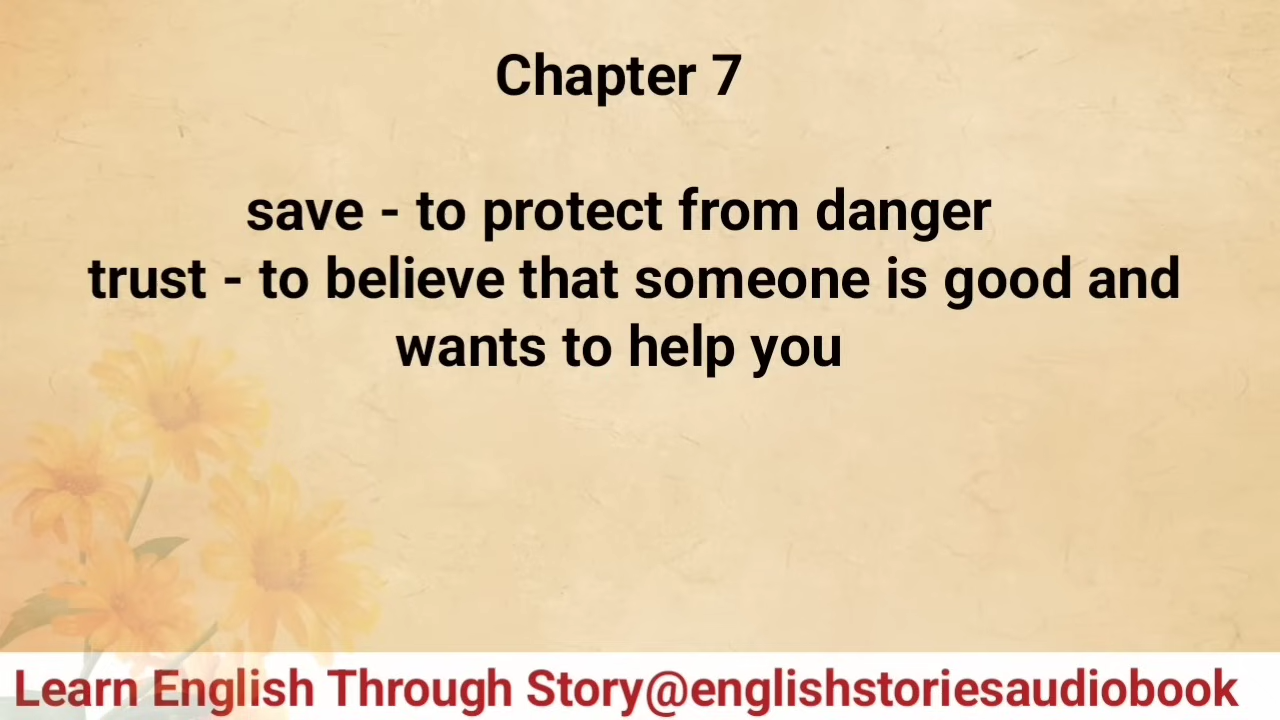 Chapter 7
save - to protect from danger
trust - to believe that someone is good and
wants to help you
Learn English Through Story@englishstoriesaudiobook